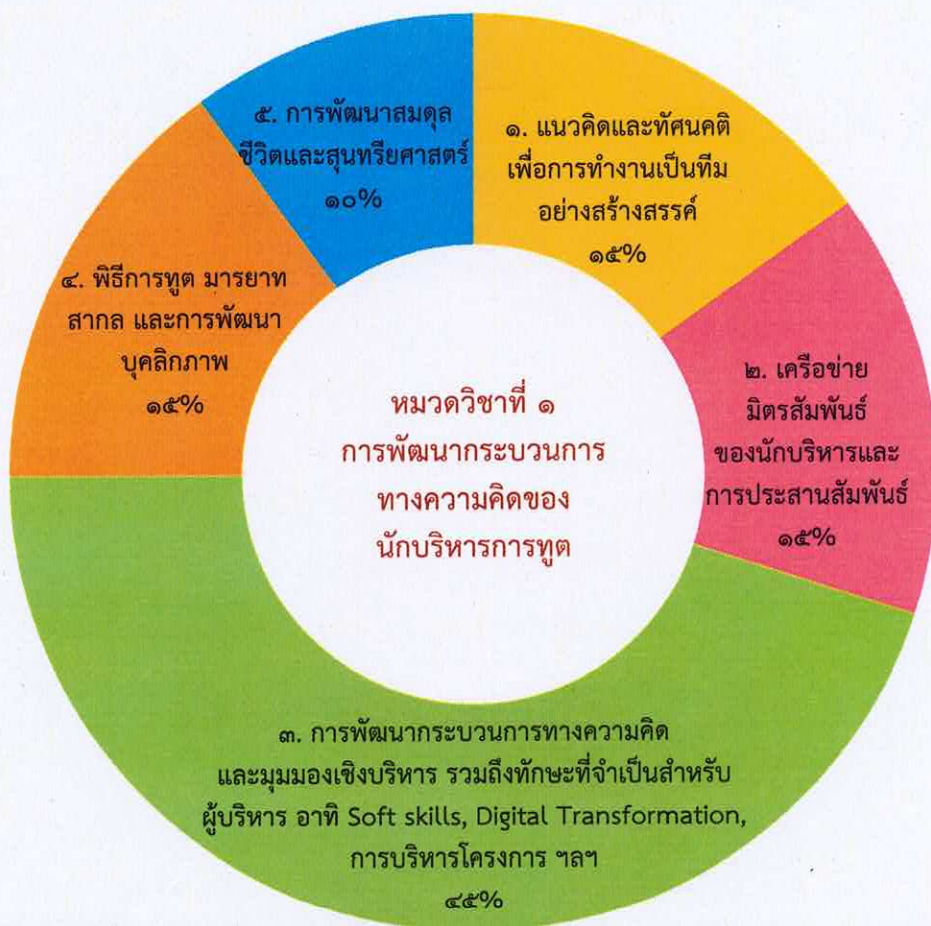 ๑. แนวคิดและทัศนคติ
เพื่อการทำงานเป็นทีม
อย่างสร้างสรรค์
๑๕%
๒. เครือข่าย
มิตรสัมพันธ์
ของนักบริหารและ
การประสานสัมพันธ์
๑๕%
๓. การพัฒนากระบวนการทางความคิด
และมุมมองเชิงบริหาร รวมถึงทักษะที่จำเป็นสำหรับ
ผู้บริหาร อาทิ Soft skills, Digital Transformation,
การบริหารโครงการ ฯลฯ
๔๕%
๔. พิธีการทูต มารยาท
สากล และการพัฒนา
บุคลิกภาพ
๑๕%
๕. การพัฒนาสมดุล
ชีวิตและสุนทรียศาสตร์
๑๐%
หมวดวิชาที่ ๑
การพัฒนากระบวนการ
ทางความคิดของ
นักบริหารการทูต